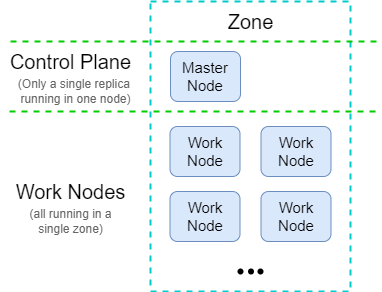 Zone
Control Plane
(Only a single replica
running in one node)
Master
Node
Work
Node
Work
Node
Work Nodes
(all running in a
single zone)
Work
Node
Work
Node